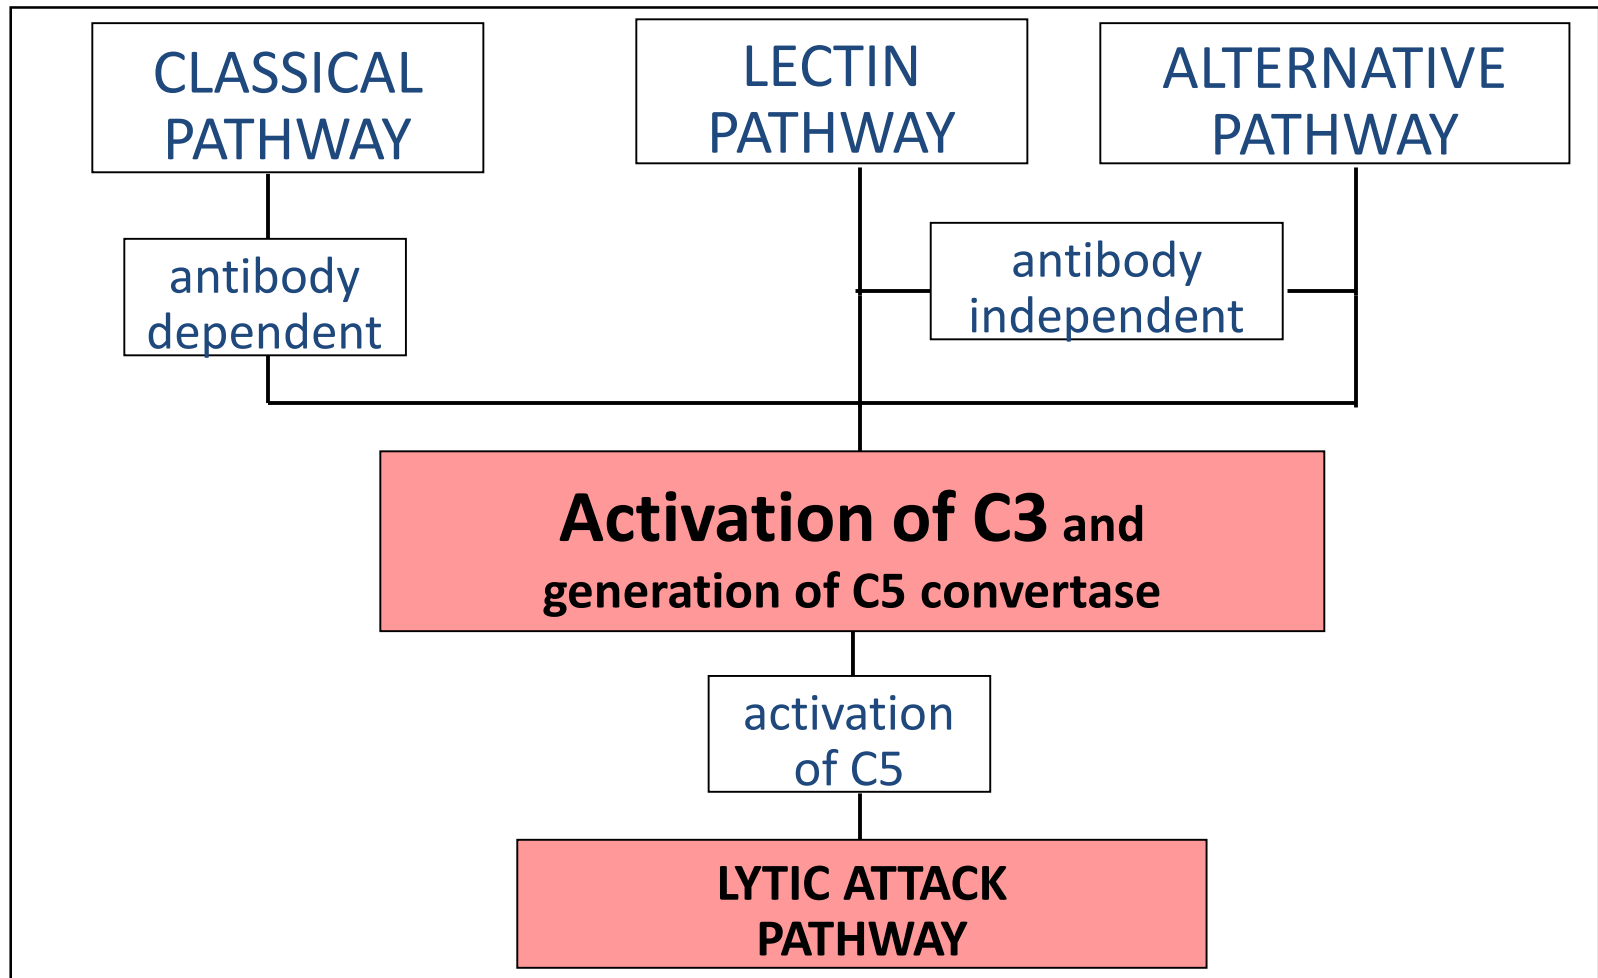 CLASSICAL
PATHWAY
LECTIN
PATHWAY
ALTERNATIVE
PATHWAY
antibody
dependent
antibody
independent
Activation of C3 and
generation of C5 convertase
activation
of C5
LYTIC ATTACK
PATHWAY